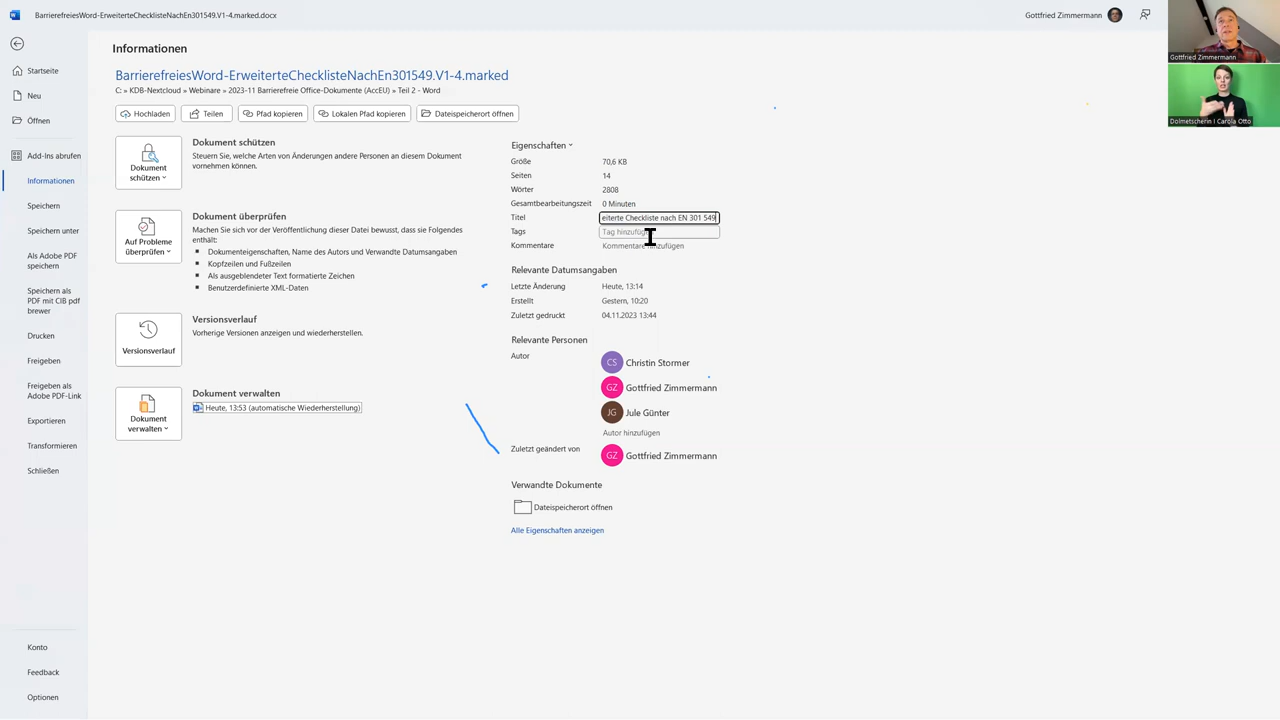 BarrierefreiesWord-ErweiterteChecklisteNachEn301549.V1-4.marked.docx
Gottfried Zimmermann
Gottfried Zimmermann
Dolmetscherin I Carola Otto
Startseite
Neu
Öffnen
Add-Ins abrufen
Informationen
Speichern
Speichern unter
Als Adobe PDF
speichern
Speichern als
PDF mit CIB pdf
brewer
Drucken
Freigeben
Freigeben als
Adobe PDF-Link
Exportieren
Transformieren
Schließen
Konto
Feedback
Optionen
Informationen
BarrierefreiesWord-ErweiterteChecklisteNachEn301549.V1-4.marked
C: » KDB-Nextcloud » Webinare » 2023-11 Barrierefreie Office-Dokumente (AccEU) » Teil 2 - Word
Hochladen
Teilen
Pfad kopieren
Lokalen Pfad kopieren
Dateispeicherort öffnen
Dokument
schützen
Dokument schützen
Steuern Sie, welche Arten von Änderungen andere Personen an diesem Dokument
vornehmen können.
Auf Probleme
überprüfen
Dokument überprüfen
Machen Sie sich vor der Veröffentlichung dieser Datei bewusst, dass sie Folgendes
enthält:
Dokumenteigenschaften, Name des Autors und Verwandte Datumsangaben
Kopfzeilen und Fußzeilen
Als ausgeblendeter Text formatierte Zeichen
Benutzerdefinierte XML-Daten
Versionsverlauf
Versionsverlauf
Vorherige Versionen anzeigen und wiederherstellen.
Dokument
verwalten
Dokument verwalten
Heute, 13:53 (automatische Wiederherstellung)
Eigenschaften
Größe 70,6 KB
Seiten 14
Wörter 2808
Gesamtbearbeitungszeit 0 Minuten
Titel eiterte Checkliste nach EN 301 549
Tags Tag hinzufügen
Kommentare Kommentare hinzufügen
Relevante Datumsangaben
Letzte Änderung Heute, 13:14
Erstellt Gestern, 10:20
Zuletzt gedruckt 04.11.2023 13:44
Relevante Personen
Autor
CS Christin Stormer
GZ Gottfried Zimmermann
JG Jule Günter
Autor hinzufügen
Zuletzt geändert von GZ Gottfried Zimmermann
Verwandte Dokumente
Dateispeicherort öffnen
Alle Eigenschaften anzeigen